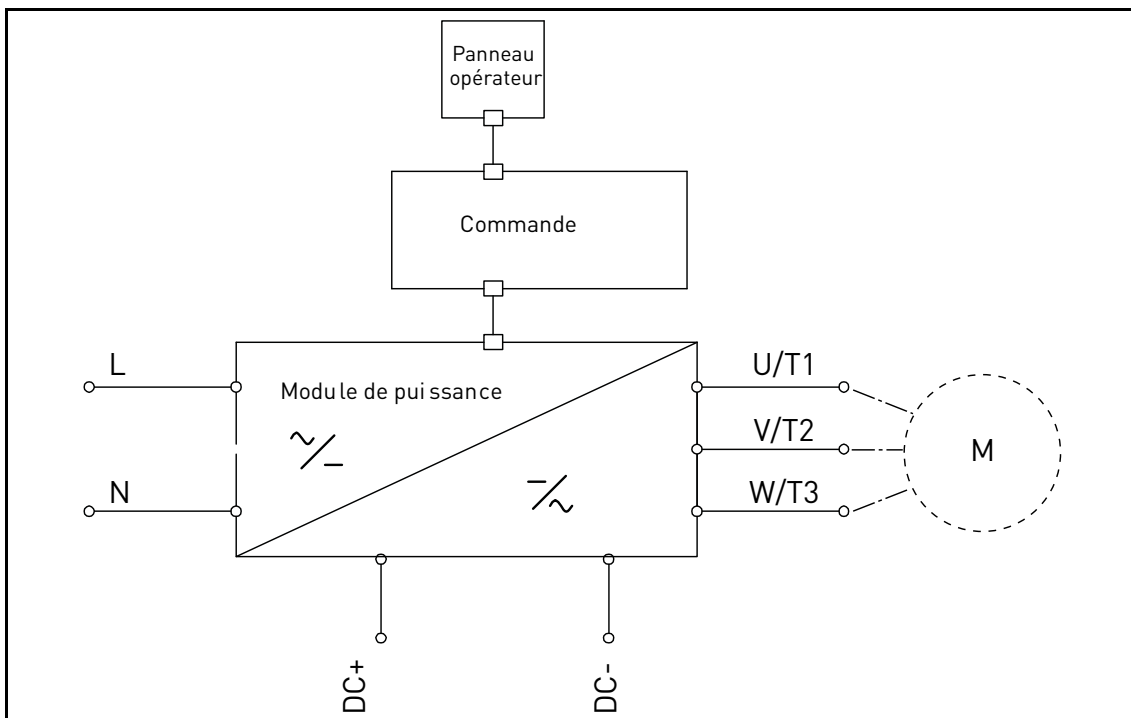 Panneau
opérateur
Commande
L
U/T1
Module de puissance
V/T2
M
N
W/T3
DC+
DC-